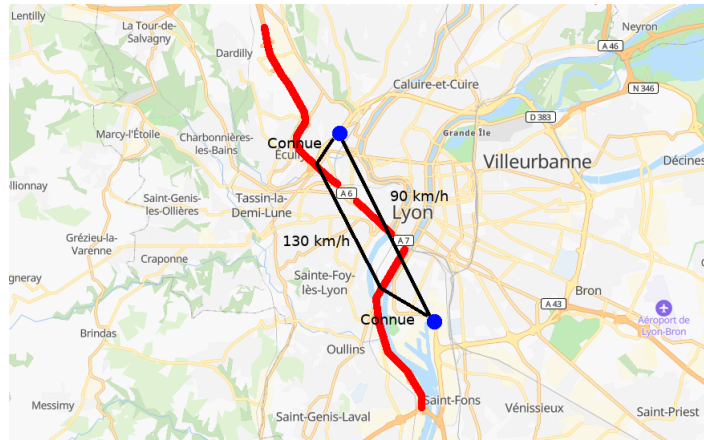 Lentilly
La Tour-de-
Salvagny
Neyron
Dardilly
A 46
Caluire-et-Cuire
N 346
D 383
Marcy-l'Étoile
Charbonnières-
les-Bains
Connue
Grande Île
Écully
Villeurbanne
Décines
Saint-Genis-
les-Ollières
Tassin-la-
Demi-Lune
A 6
90 km/h
Lyon
Grézieu-la-
Varenne
130 km/h
A 7
Craponne
Sainte-Foy-
lès-Lyon
Bron
A 43
Aéroport de
Lyon-Bron
Connue
Brindas
Oullins
Messimy
Saint-Genis-Laval
Saint-Fons
Vénissieux
Saint-Priest